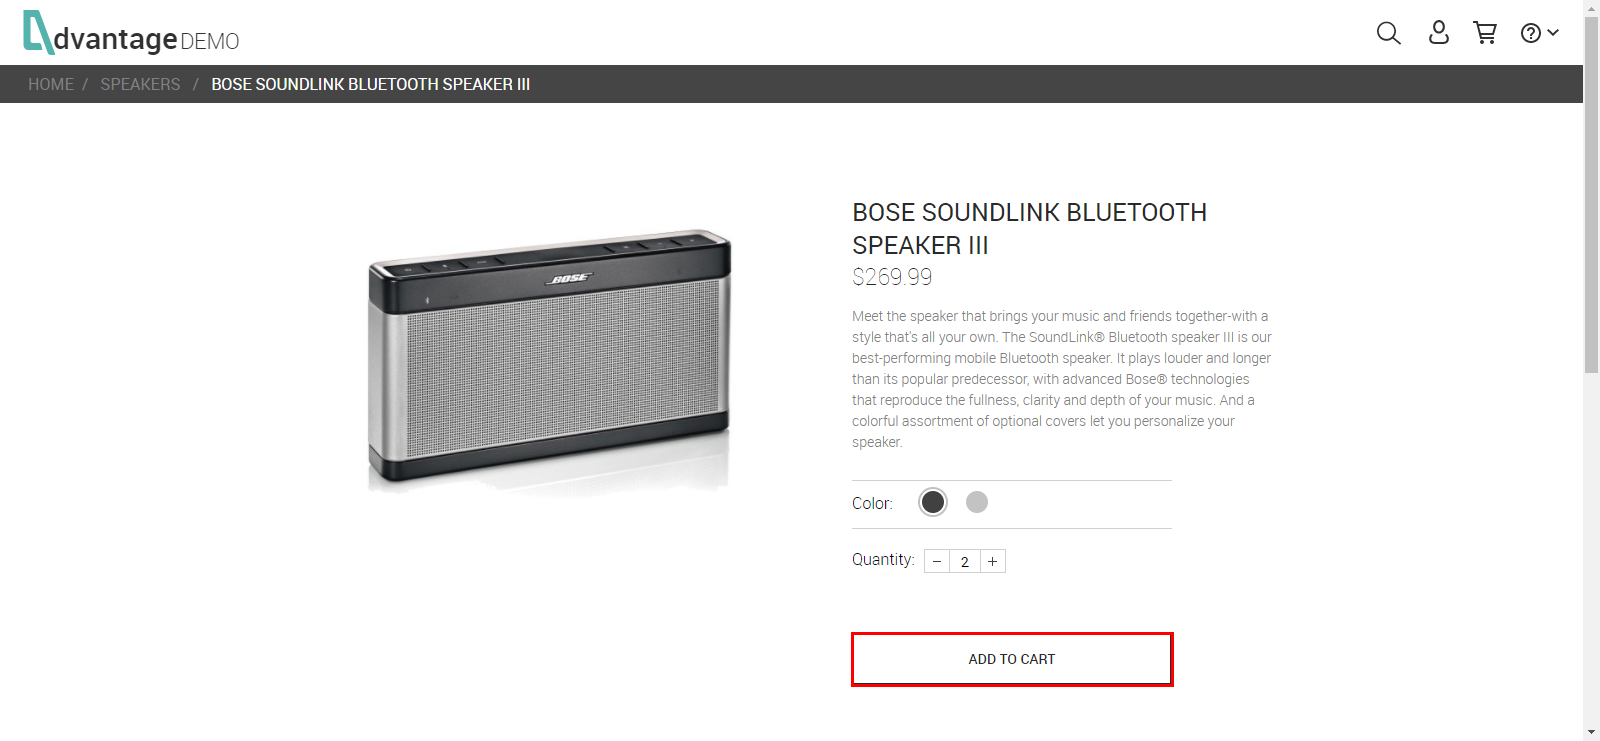 dvantage DEMO
HOME / SPEAKERS / BOSE SOUNDLINK BLUETOOTH SPEAKER III
BOSE
BOSE SOUNDLINK BLUETOOTH
SPEAKER III
$269.99
Meet the speaker that brings your music and friends together-with a
style that's all your own. The SoundLink® Bluetooth speaker III is our
best-performing mobile Bluetooth speaker. It plays louder and longer
than its popular predecessor, with advanced Bose® technologies
that reproduce the fullness, clarity and depth of your music. And a
colorful assortment of optional covers let you personalize your
speaker.
Color:
Quantity: − 2 +
ADD TO CART